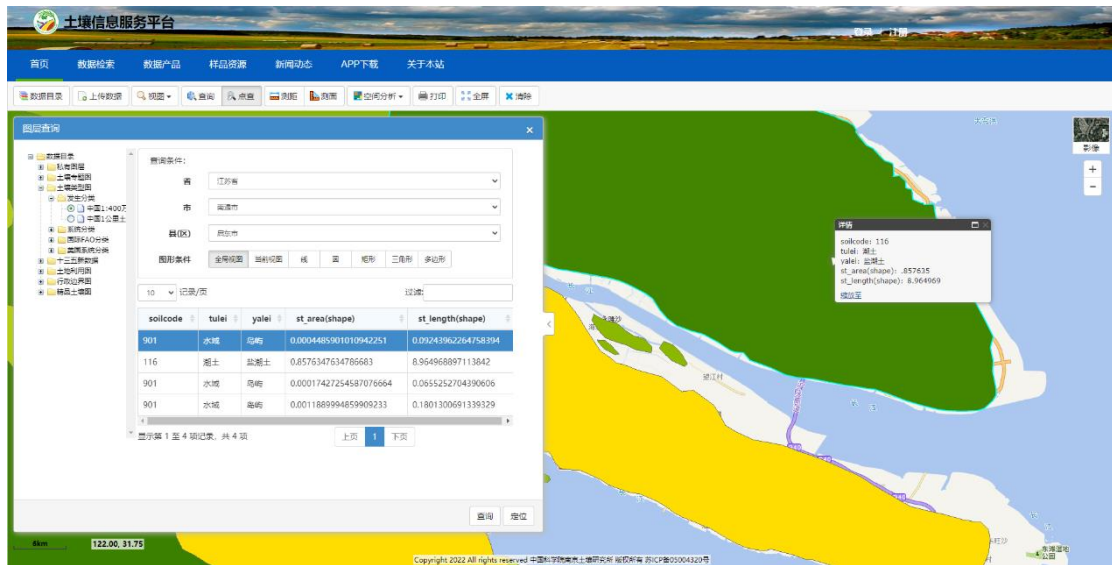 土壤信息服务平台
登录 注册
首页 数据检索 数据产品 样品资源 新闻动态 APP下载 关于本站
数据目录 上传数据 视图 查询 点查 测距 测面 空间分析 打印 全屏 清除
图层查询 ×
影像
+
−
数据目录
私有图层
土壤专题图
土壤类型图
发生分类
中国1:400万
中国1公里土
系统分类
国际FAO分类
美国系统分类
十三五新数据
土地利用图
行政边界图
精品土壤图
查询条件：
省 江苏省
市 南通市
县(区) 启东市
图形条件 全局视图 当前视图 线 面 矩形 三角形 多边形
10 记录/页 过滤:
soilcode tulei yalei st_area(shape) st_length(shape)
901 水域 岛屿 0.0004485901010942251 0.09243962264758394
116 潮土 盐潮土 0.8576347634786683 8.964968897113842
901 水域 岛屿 0.00017427254587076664 0.0655252704390606
901 水域 岛屿 0.0011889994859909233 0.1801300691339329
显示第 1 至 4 项记录，共 4 项 上页 1 下页
查询 定位
详情
soilcode: 116
tulei: 潮土
yalei: 盐潮土
st_area(shape): .857635
st_length(shape): 8.964969
缩放至
望江村
长 江
东滩湿地
公园
6km
122.00, 31.75
Copyright 2022 All rights reserved 中国科学院南京土壤研究所 版权所有 苏ICP备05004320号